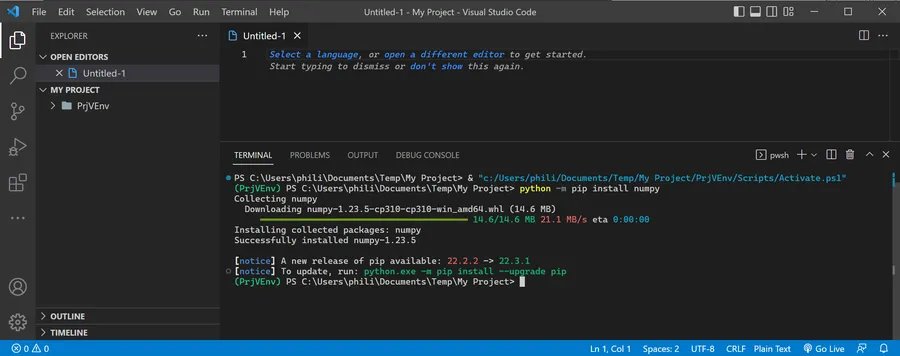 File Edit Selection View Go Run Terminal Help Untitled-1 - My Project - Visual Studio Code
EXPLORER
OPEN EDITORS
Untitled-1
MY PROJECT
PrjVEnv
OUTLINE
TIMELINE
Untitled-1
1 Select a language, or open a different editor to get started.
Start typing to dismiss or don't show this again.
TERMINAL PROBLEMS OUTPUT DEBUG CONSOLE pwsh
PS C:\Users\phili\Documents\Temp\My Project> & "c:/Users/phili/Documents/Temp/My Project/PrjVEnv/Scripts/Activate.ps1"
(PrjVEnv) PS C:\Users\phili\Documents\Temp\My Project> python -m pip install numpy
Collecting numpy
Downloading numpy-1.23.5-cp310-cp310-win_amd64.whl (14.6 MB)
14.6/14.6 MB 21.1 MB/s eta 0:00:00
Installing collected packages: numpy
Successfully installed numpy-1.23.5
[notice] A new release of pip available: 22.2.2 -> 22.3.1
[notice] To update, run: python.exe -m pip install --upgrade pip
(PrjVEnv) PS C:\Users\phili\Documents\Temp\My Project>
0 0 Ln 1, Col 1 Spaces: 2 UTF-8 CRLF Plain Text Go Live